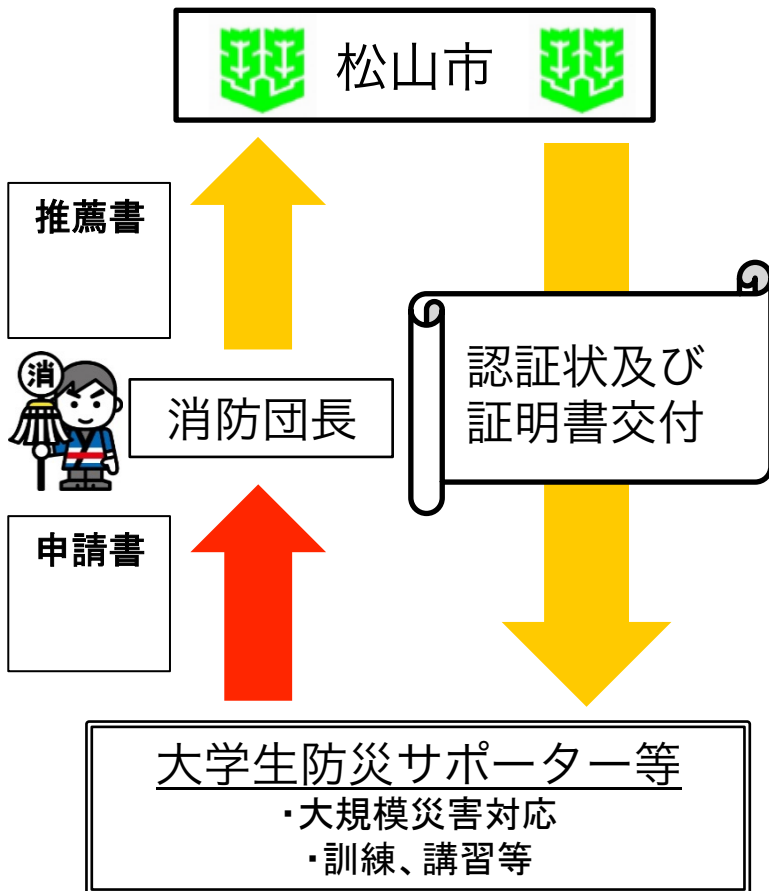 松山市
推薦書
消
消防団長
認証状及び
証明書交付
申請書
大学生防災サポーター等
・大規模災害対応
・訓練、講習等